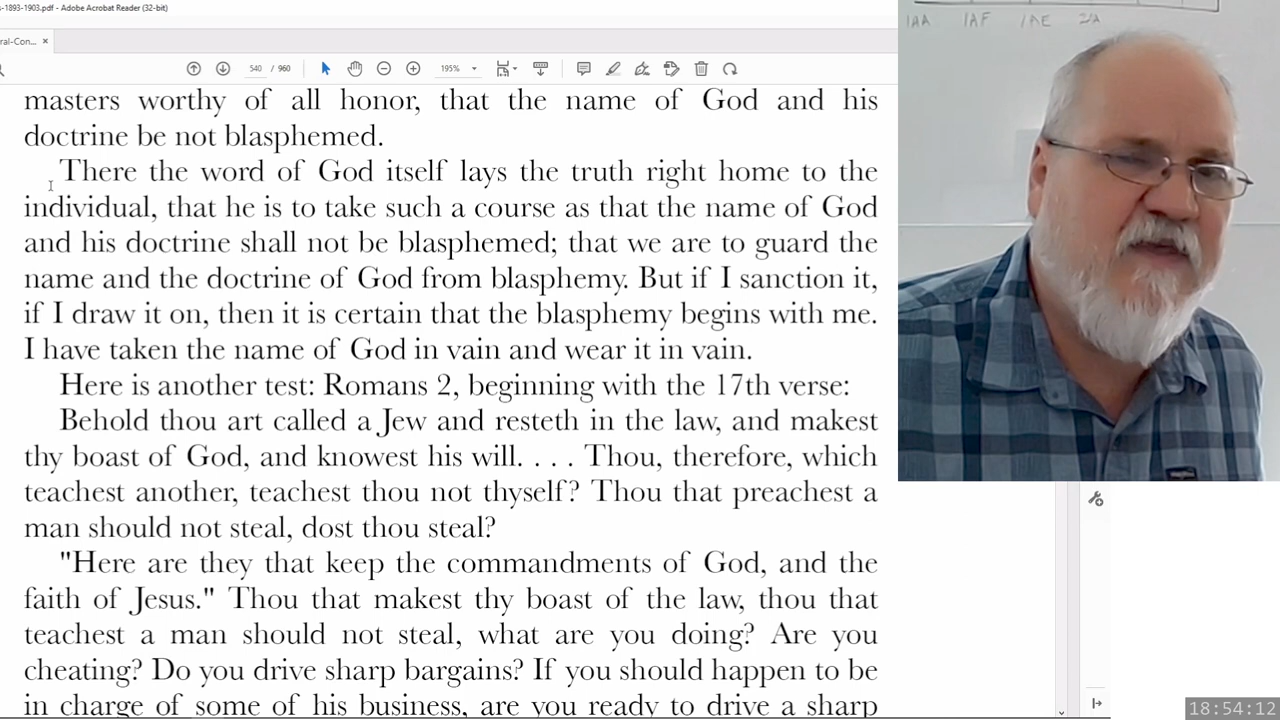 s-1893-1903.pdf - Adobe Acrobat Reader (32-bit)
ral-Con... ×
540 / 960
195%
1AA 1AF 1AE
masters worthy of all honor, that the name of God and his
doctrine be not blasphemed.
There the word of God itself lays the truth right home to the
individual, that he is to take such a course as that the name of God
and his doctrine shall not be blasphemed; that we are to guard the
name and the doctrine of God from blasphemy. But if I sanction it,
if I draw it on, then it is certain that the blasphemy begins with me.
I have taken the name of God in vain and wear it in vain.
Here is another test: Romans 2, beginning with the 17th verse:
Behold thou art called a Jew and resteth in the law, and makest
thy boast of God, and knowest his will. . . . Thou, therefore, which
teachest another, teachest thou not thyself? Thou that preachest a
man should not steal, dost thou steal?
"Here are they that keep the commandments of God, and the
faith of Jesus." Thou that makest thy boast of the law, thou that
teachest a man should not steal, what are you doing? Are you
cheating? Do you drive sharp bargains? If you should happen to be
in charge of some of his business, are you ready to drive a sharp
18:54:12